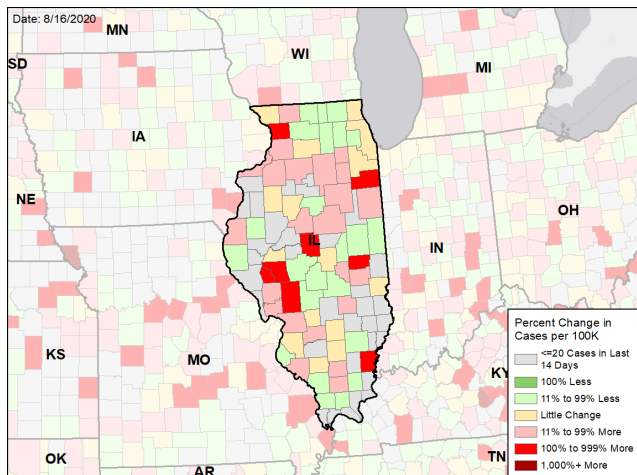 Date: 8/16/2020
MN
WI
SD
MI
IA
NE
OH
IL
IN
KS
MO
KY
OK
AR
TN
Percent Change in
Cases per 100K
<=20 Cases in Last
14 Days
100% Less
11% to 99% Less
Little Change
11% to 99% More
100% to 999% More
1,000%+ More